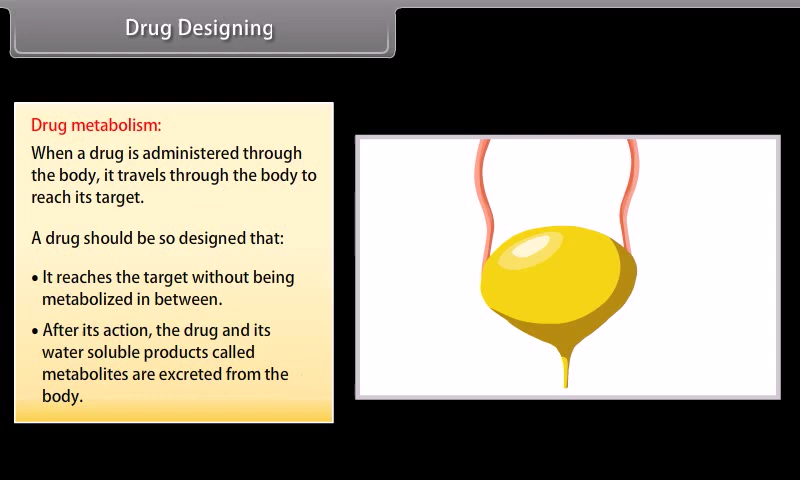 Drug Designing
Drug metabolism:
When a drug is administered through
the body, it travels through the body to
reach its target.
A drug should be so designed that:
• It reaches the target without being
metabolized in between.
• After its action, the drug and its
water soluble products called
metabolites are excreted from the
body.